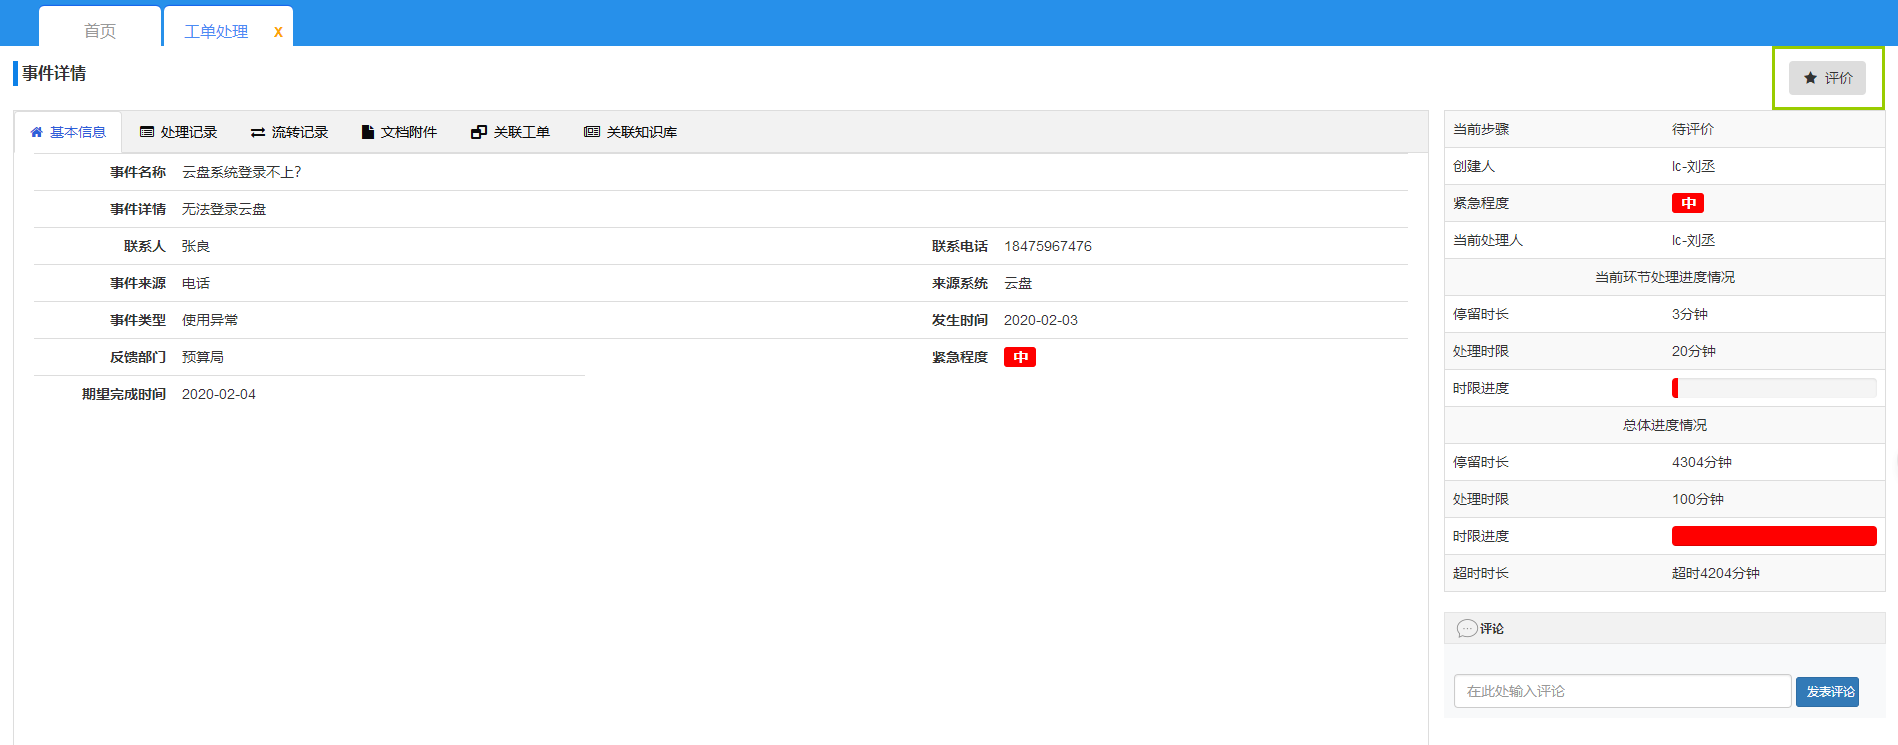 首页
工单处理 X
事件详情
评价
基本信息 处理记录 流转记录 文档附件 关联工单 关联知识库
事件名称 云盘系统登录不上?
事件详情 无法登录云盘
联系人 张良 联系电话 18475967476
事件来源 电话 来源系统 云盘
事件类型 使用异常 发生时间 2020-02-03
反馈部门 预算局 紧急程度 中
期望完成时间 2020-02-04
当前步骤 待评价
创建人 lc-刘丞
紧急程度 中
当前处理人 lc-刘丞
当前环节处理进度情况
停留时长 3分钟
处理时限 20分钟
时限进度
总体进度情况
停留时长 4304分钟
处理时限 100分钟
时限进度
超时时长 超时4204分钟
评论
在此处输入评论 发表评论